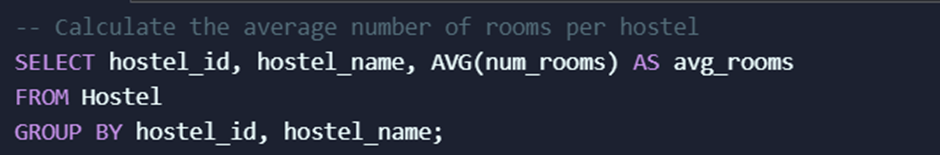 -- Calculate the average number of rooms per hostel
SELECT hostel_id, hostel_name, AVG(num_rooms) AS avg_rooms
FROM Hostel
GROUP BY hostel_id, hostel_name;